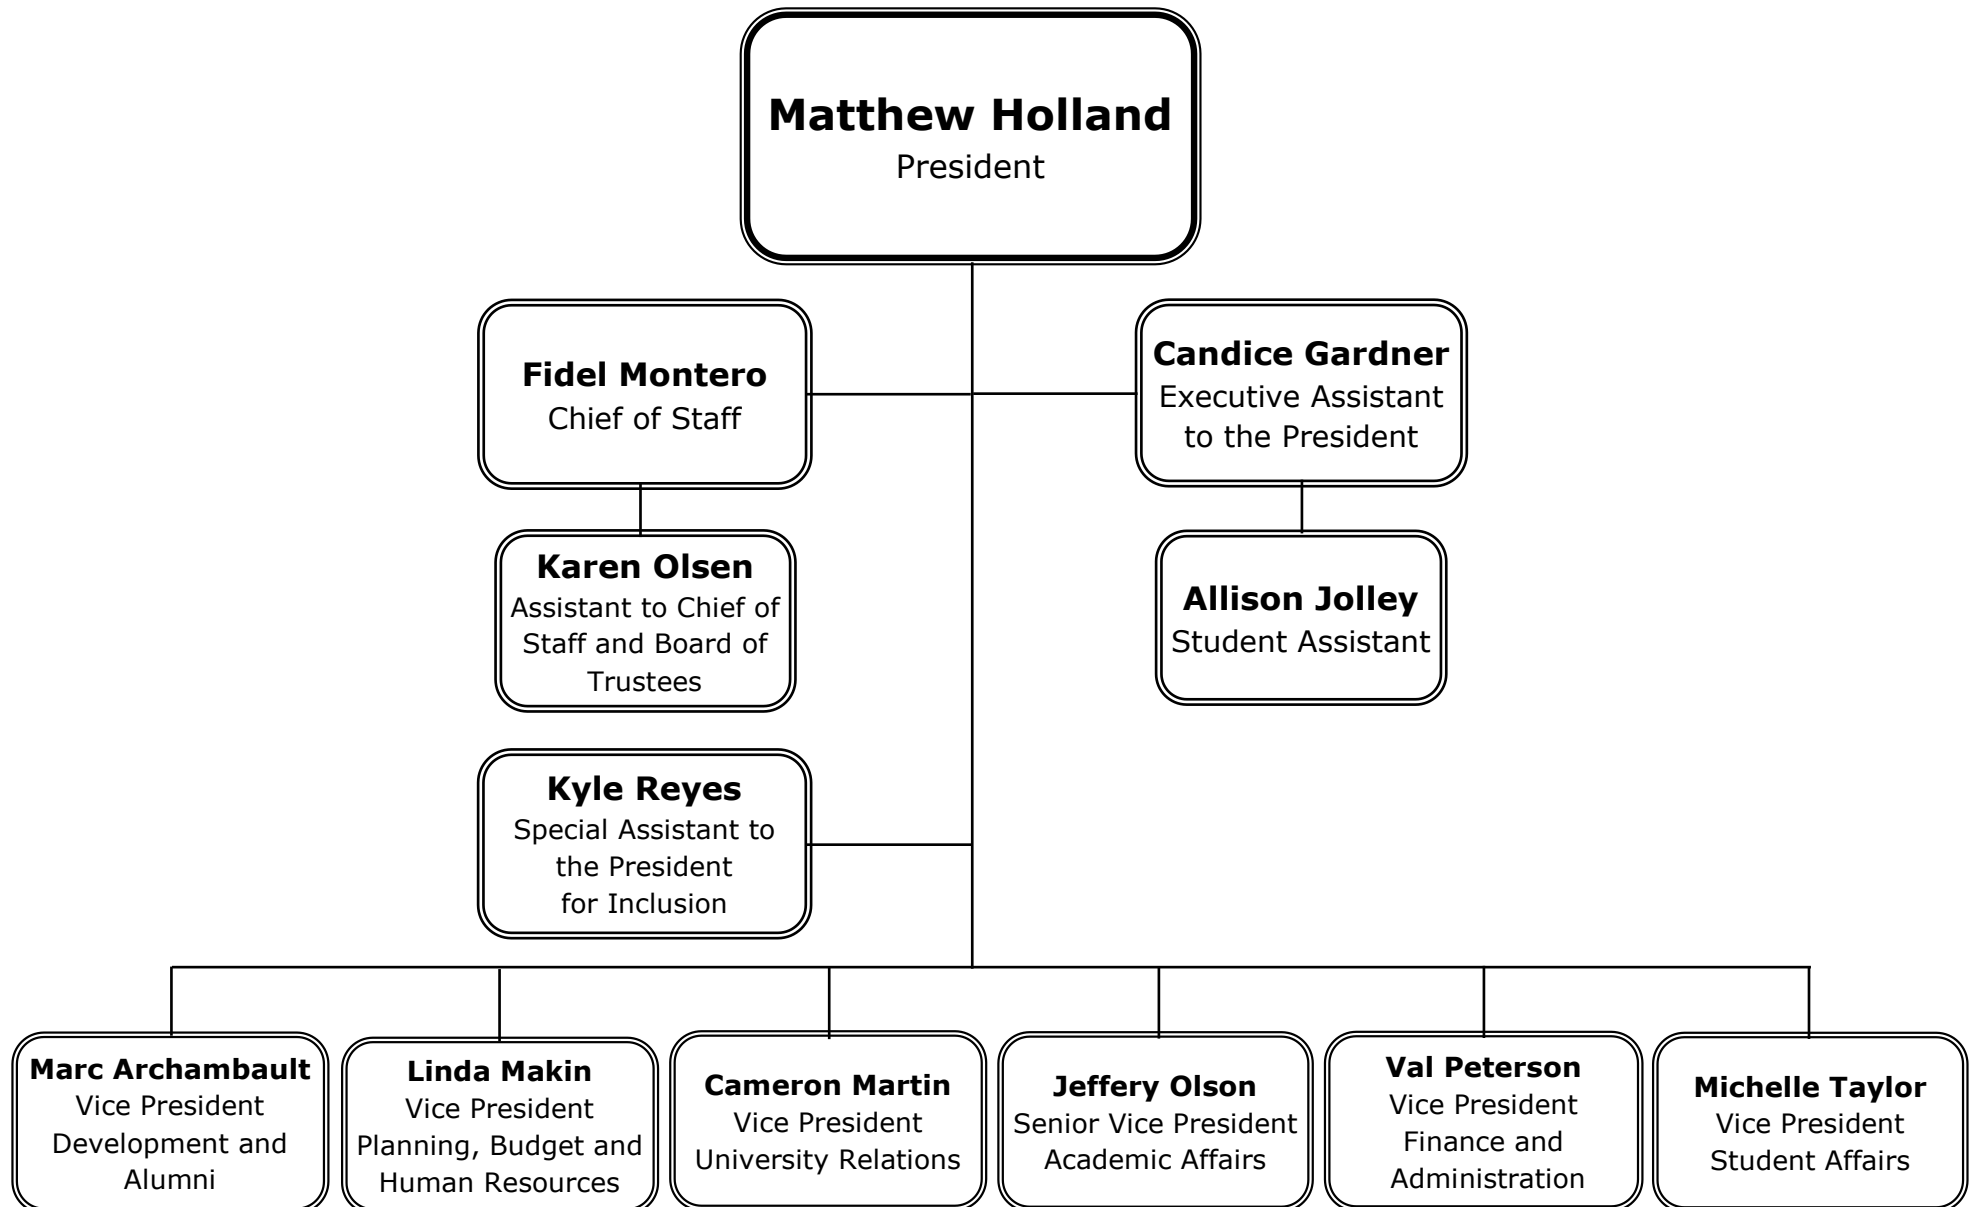 Matthew Holland
President
Fidel Montero
Chief of Staff
Candice Gardner
Executive Assistant
to the President
Karen Olsen
Assistant to Chief of
Staff and Board of
Trustees
Allison Jolley
Student Assistant
Kyle Reyes
Special Assistant to
the President
for Inclusion
Marc Archambault
Vice President
Development and
Alumni
Linda Makin
Vice President
Planning, Budget and
Human Resources
Cameron Martin
Vice President
University Relations
Jeffery Olson
Senior Vice President
Academic Affairs
Val Peterson
Vice President
Finance and
Administration
Michelle Taylor
Vice President
Student Affairs